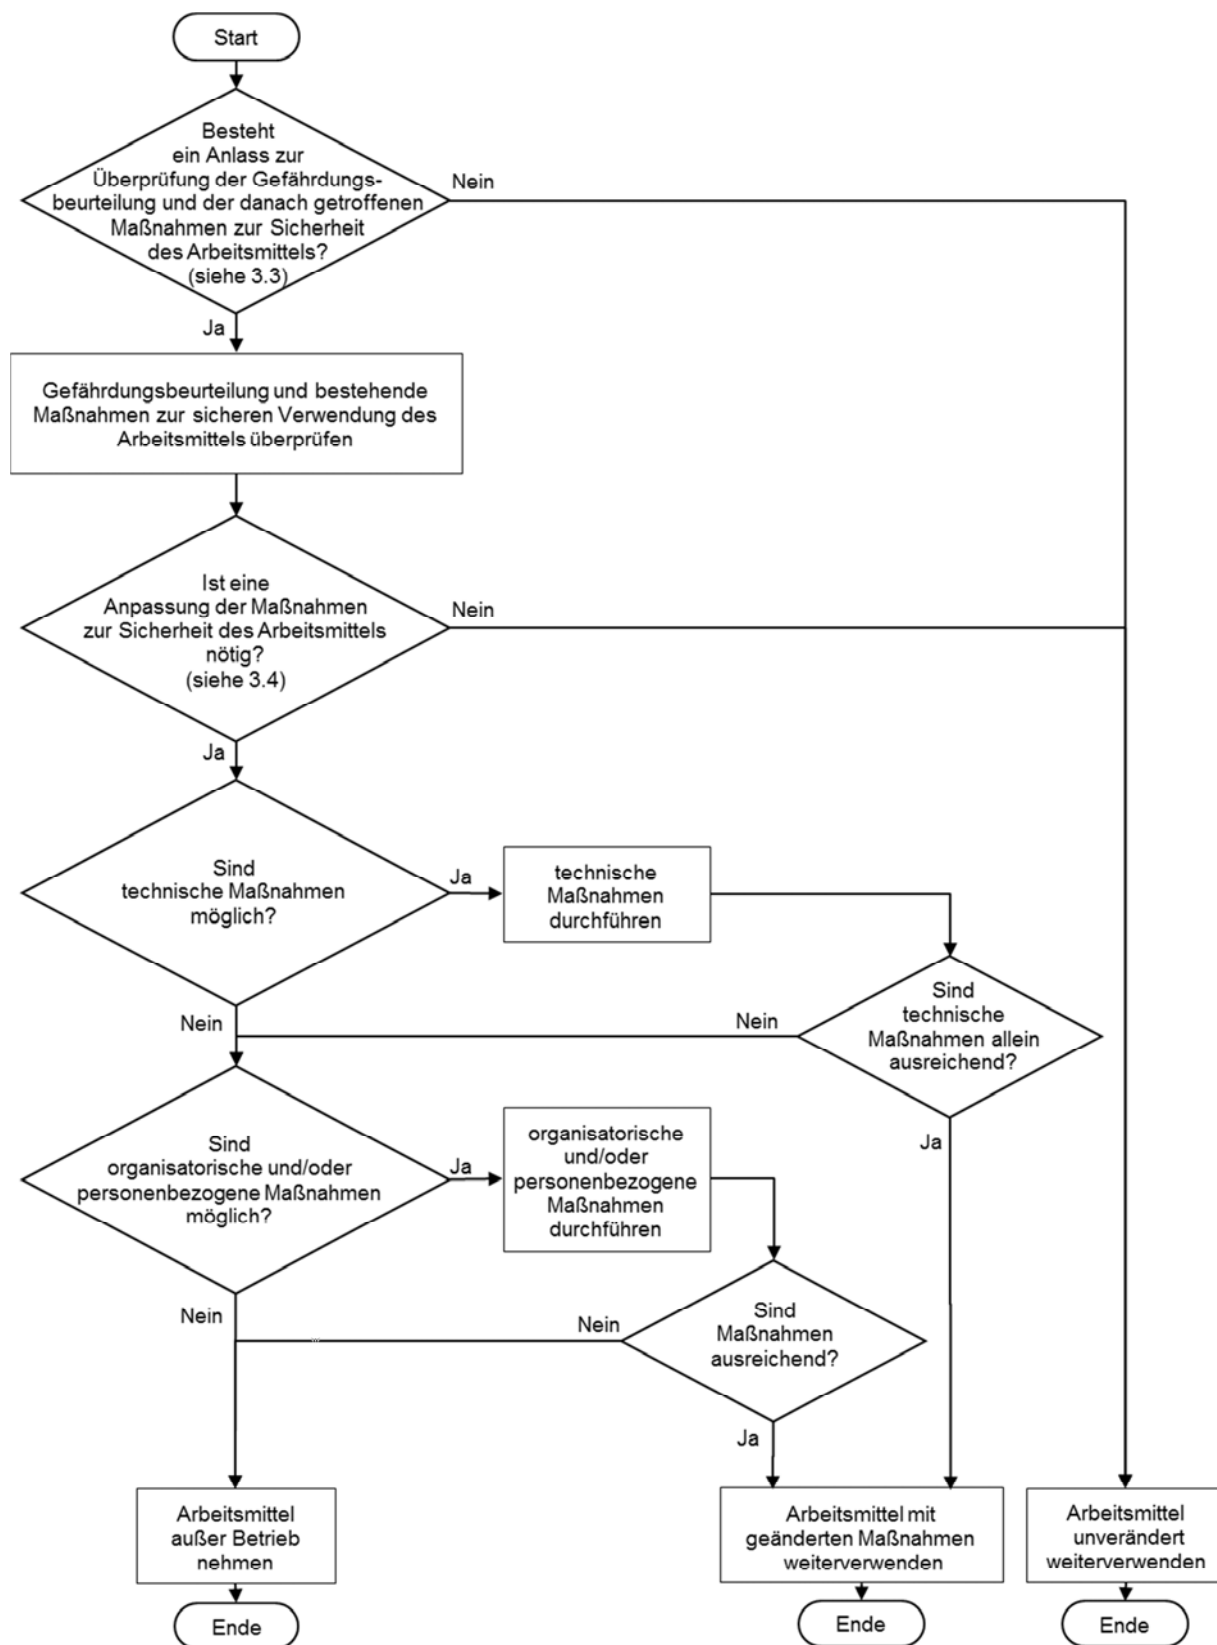 Start
Besteht
ein Anlass zur
Überprüfung der Gefährdungs-
beurteilung und der danach getroffenen
Maßnahmen zur Sicherheit
des Arbeitsmittels?
(siehe 3.3)
Nein
Ja
Gefährdungsbeurteilung und bestehende
Maßnahmen zur sicheren Verwendung des
Arbeitsmittels überprüfen
Ist eine
Anpassung der Maßnahmen
zur Sicherheit des Arbeitsmittels
nötig?
(siehe 3.4)
Nein
Ja
Sind
technische Maßnahmen
möglich?
Ja
technische
Maßnahmen
durchführen
Nein
Sind
technische
Maßnahmen allein
ausreichend?
Nein
Ja
Sind
organisatorische und/oder
personenbezogene Maßnahmen
möglich?
Ja
organisatorische
und/oder
personenbezogene
Maßnahmen
durchführen
Nein
Sind
Maßnahmen
ausreichend?
Nein
Ja
Arbeitsmittel
außer Betrieb
nehmen
Arbeitsmittel mit
geänderten Maßnahmen
weiterverwenden
Arbeitsmittel
unverändert
weiterverwenden
Ende
Ende
Ende